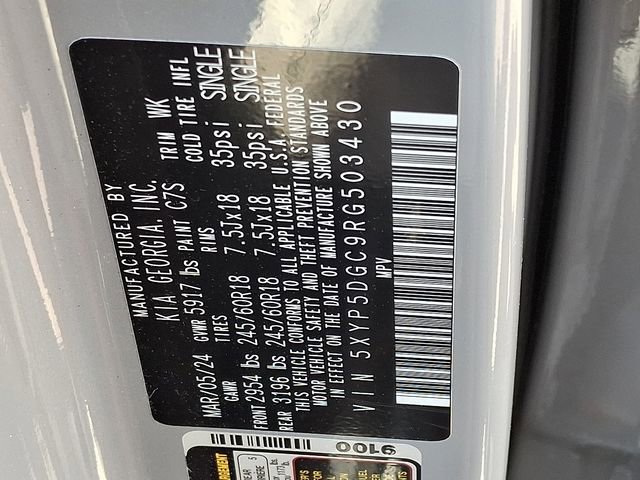 MANUFACTURED BY
KIA GEORGIA, INC.
MAR/05/24 GVWR 5917 lbs PAINT C7S TRIM WK
GAWR TIRES RIMS COLD TIRE INFL
FRONT 2954 lbs 245/60R18 7.5Jx18 35psi SINGLE
REAR 3196 lbs 245/60R18 7.5Jx18 35psi SINGLE
THIS VEHICLE CONFORMS TO ALL APPLICABLE U.S.A. FEDERAL
MOTOR VEHICLE SAFETY AND THEFT PREVENTION STANDARDS
IN EFFECT ON THE DATE OF MANUFACTURE SHOWN ABOVE
VIN 5XYP5DGC9RG503430
MPV
9100